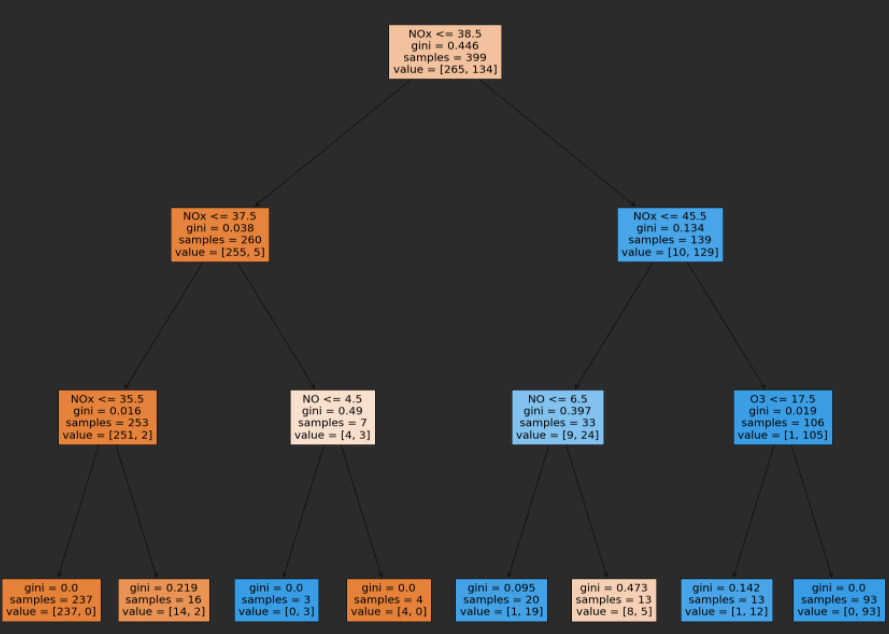 NOx <= 38.5
gini = 0.446
samples = 399
value = [265, 134]
NOx <= 37.5
gini = 0.038
samples = 260
value = [255, 5]
NOx <= 45.5
gini = 0.134
samples = 139
value = [10, 129]
NOx <= 35.5
gini = 0.016
samples = 253
value = [251, 2]
NO <= 4.5
gini = 0.49
samples = 7
value = [4, 3]
NO <= 6.5
gini = 0.397
samples = 33
value = [9, 24]
O3 <= 17.5
gini = 0.019
samples = 106
value = [1, 105]
gini = 0.0
samples = 237
value = [237, 0]
gini = 0.219
samples = 16
value = [14, 2]
gini = 0.0
samples = 3
value = [0, 3]
gini = 0.0
samples = 4
value = [4, 0]
gini = 0.095
samples = 20
value = [1, 19]
gini = 0.473
samples = 13
value = [8, 5]
gini = 0.142
samples = 13
value = [1, 12]
gini = 0.0
samples = 93
value = [0, 93]